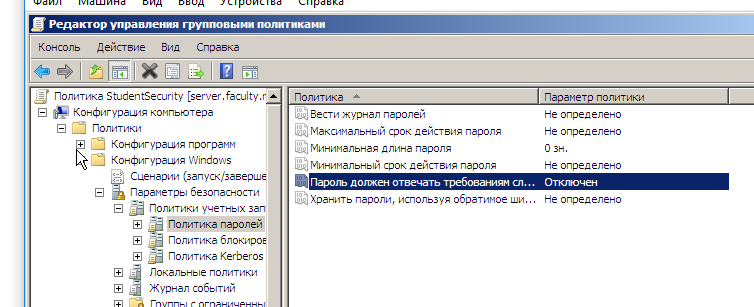 Файл Машина Вид Ввод Устройства Справка
Редактор управления групповыми политиками
Консоль Действие Вид Справка
Политика StudentSecurity [server.faculty.r
Конфигурация компьютера
Политики
Конфигурация программ
Конфигурация Windows
Сценарии (запуск/заверше
Параметры безопасности
Политики учетных зап
Политика паролей
Политика блокиров
Политика Kerberos
Локальные политики
Журнал событий
Группы с ограниченны
Политика Параметр политики
Вести журнал паролей Не определено
Максимальный срок действия пароля Не определено
Минимальная длина пароля 0 зн.
Минимальный срок действия пароля Не определено
Пароль должен отвечать требованиям сл... Отключен
Хранить пароли, используя обратимое ши... Не определено